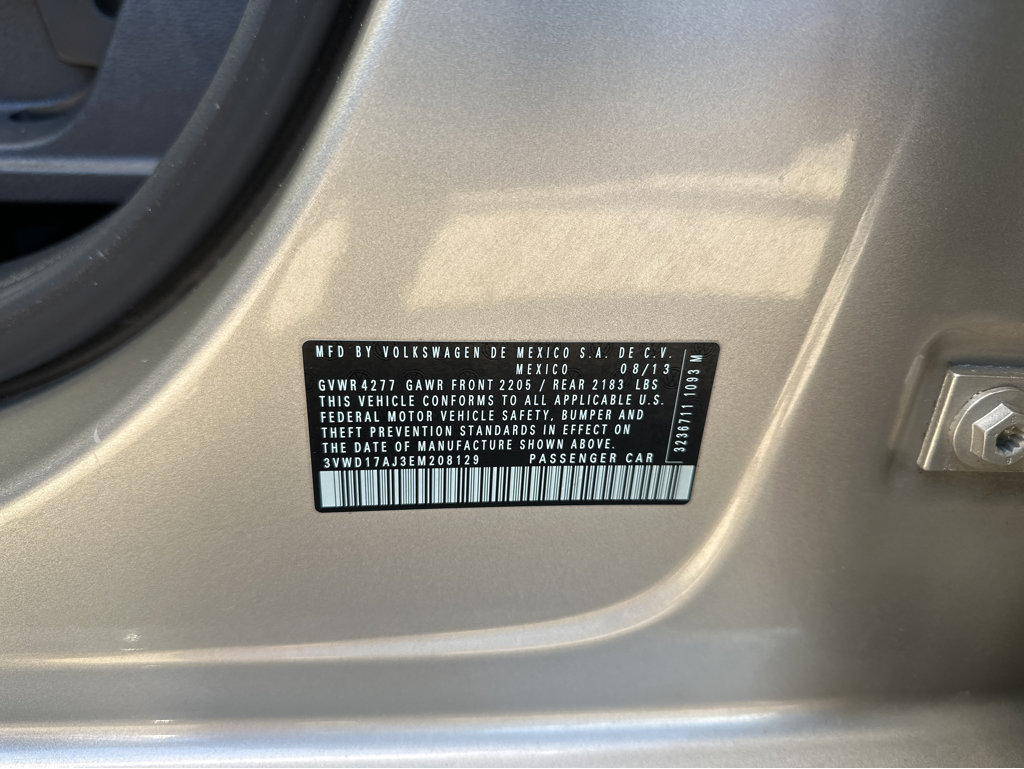 MFD BY VOLKSWAGEN DE MEXICO S.A. DE C.V.
MEXICO 08/13
GVWR 4277 GAWR FRONT 2205 / REAR 2183 LBS
THIS VEHICLE CONFORMS TO ALL APPLICABLE U.S.
FEDERAL MOTOR VEHICLE SAFETY, BUMPER AND
THEFT PREVENTION STANDARDS IN EFFECT ON
THE DATE OF MANUFACTURE SHOWN ABOVE.
3VWD17AJ3EM208129 PASSENGER CAR
3236711 1093 M